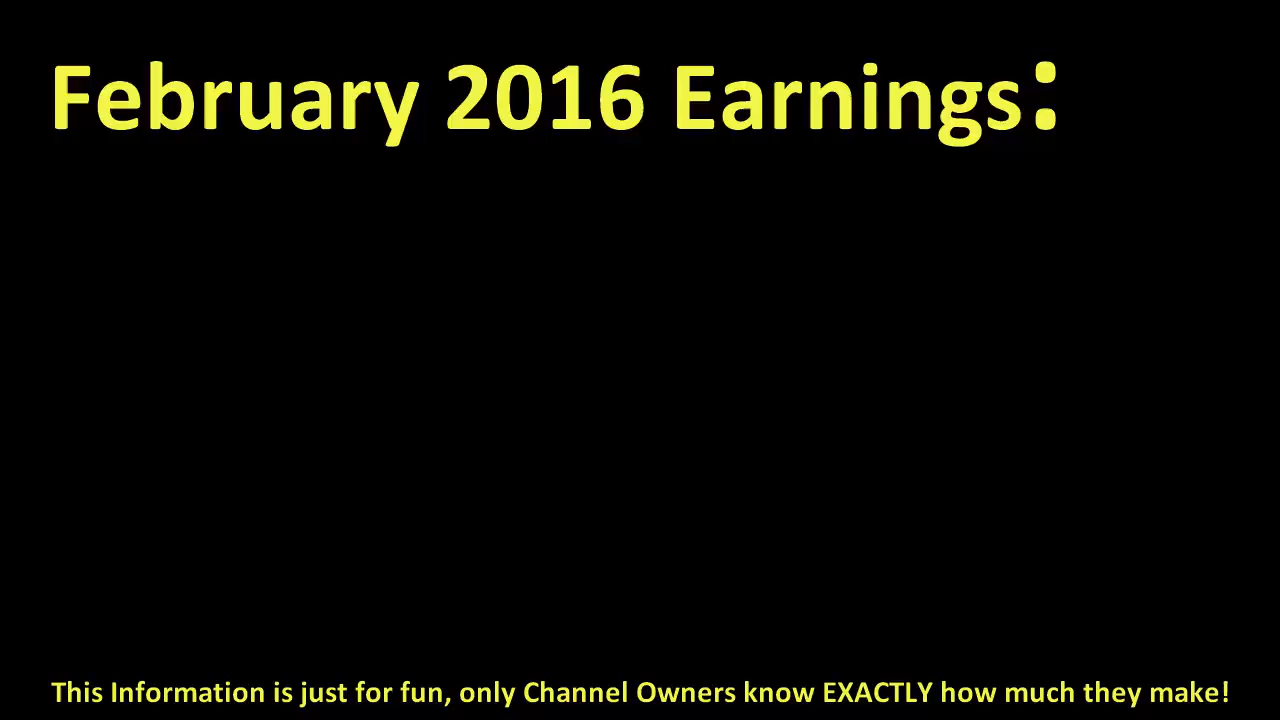 February 2016 Earnings:
This Information is just for fun, only Channel Owners know EXACTLY how much they make!